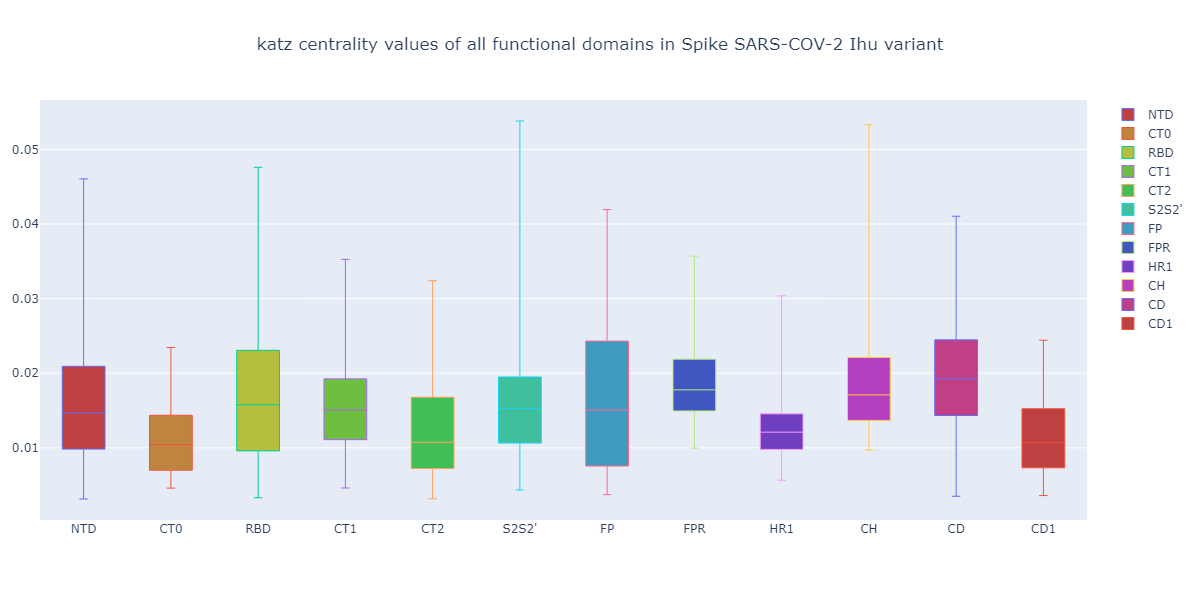 katz centrality values of all functional domains in Spike SARS-COV-2 Ihu variant
0.05
0.04
0.03
0.02
0.01
NTD
CT0
RBD
CT1
CT2
S2S2'
FP
FPR
HR1
CH
CD
CD1
NTD
CT0
RBD
CT1
CT2
S2S2'
FP
FPR
HR1
CH
CD
CD1